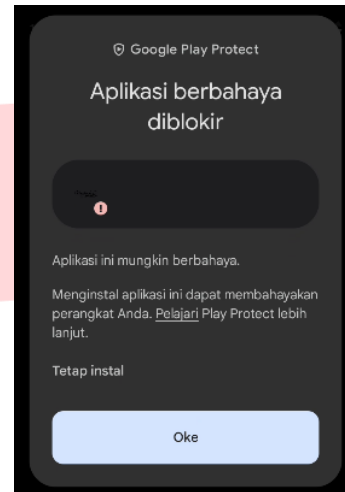 Google Play Protect
Aplikasi berbahaya
diblokir
Aplikasi ini mungkin berbahaya.
Menginstal aplikasi ini dapat membahayakan
perangkat Anda. Pelajari Play Protect lebih
lanjut.
Tetap instal
Oke